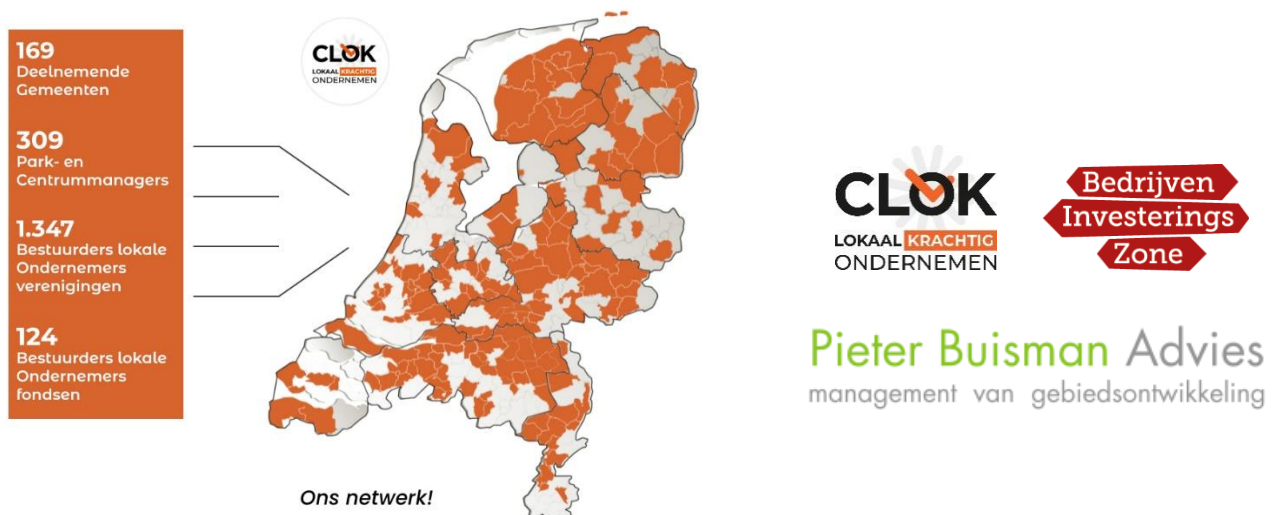 169
Deelnemende
Gemeenten
309
Park- en
Centrummanagers
1.347
Bestuurders lokale
Ondernemers
verenigingen
124
Bestuurders lokale
Ondernemers
fondsen
CLOK
LOKAAL KRACHTIG
ONDERNEMEN
Ons netwerk!
CLOK
LOKAAL KRACHTIG
ONDERNEMEN
Bedrijven
Investerings
Zone
Pieter Buisman Advies
management van gebiedsontwikkeling